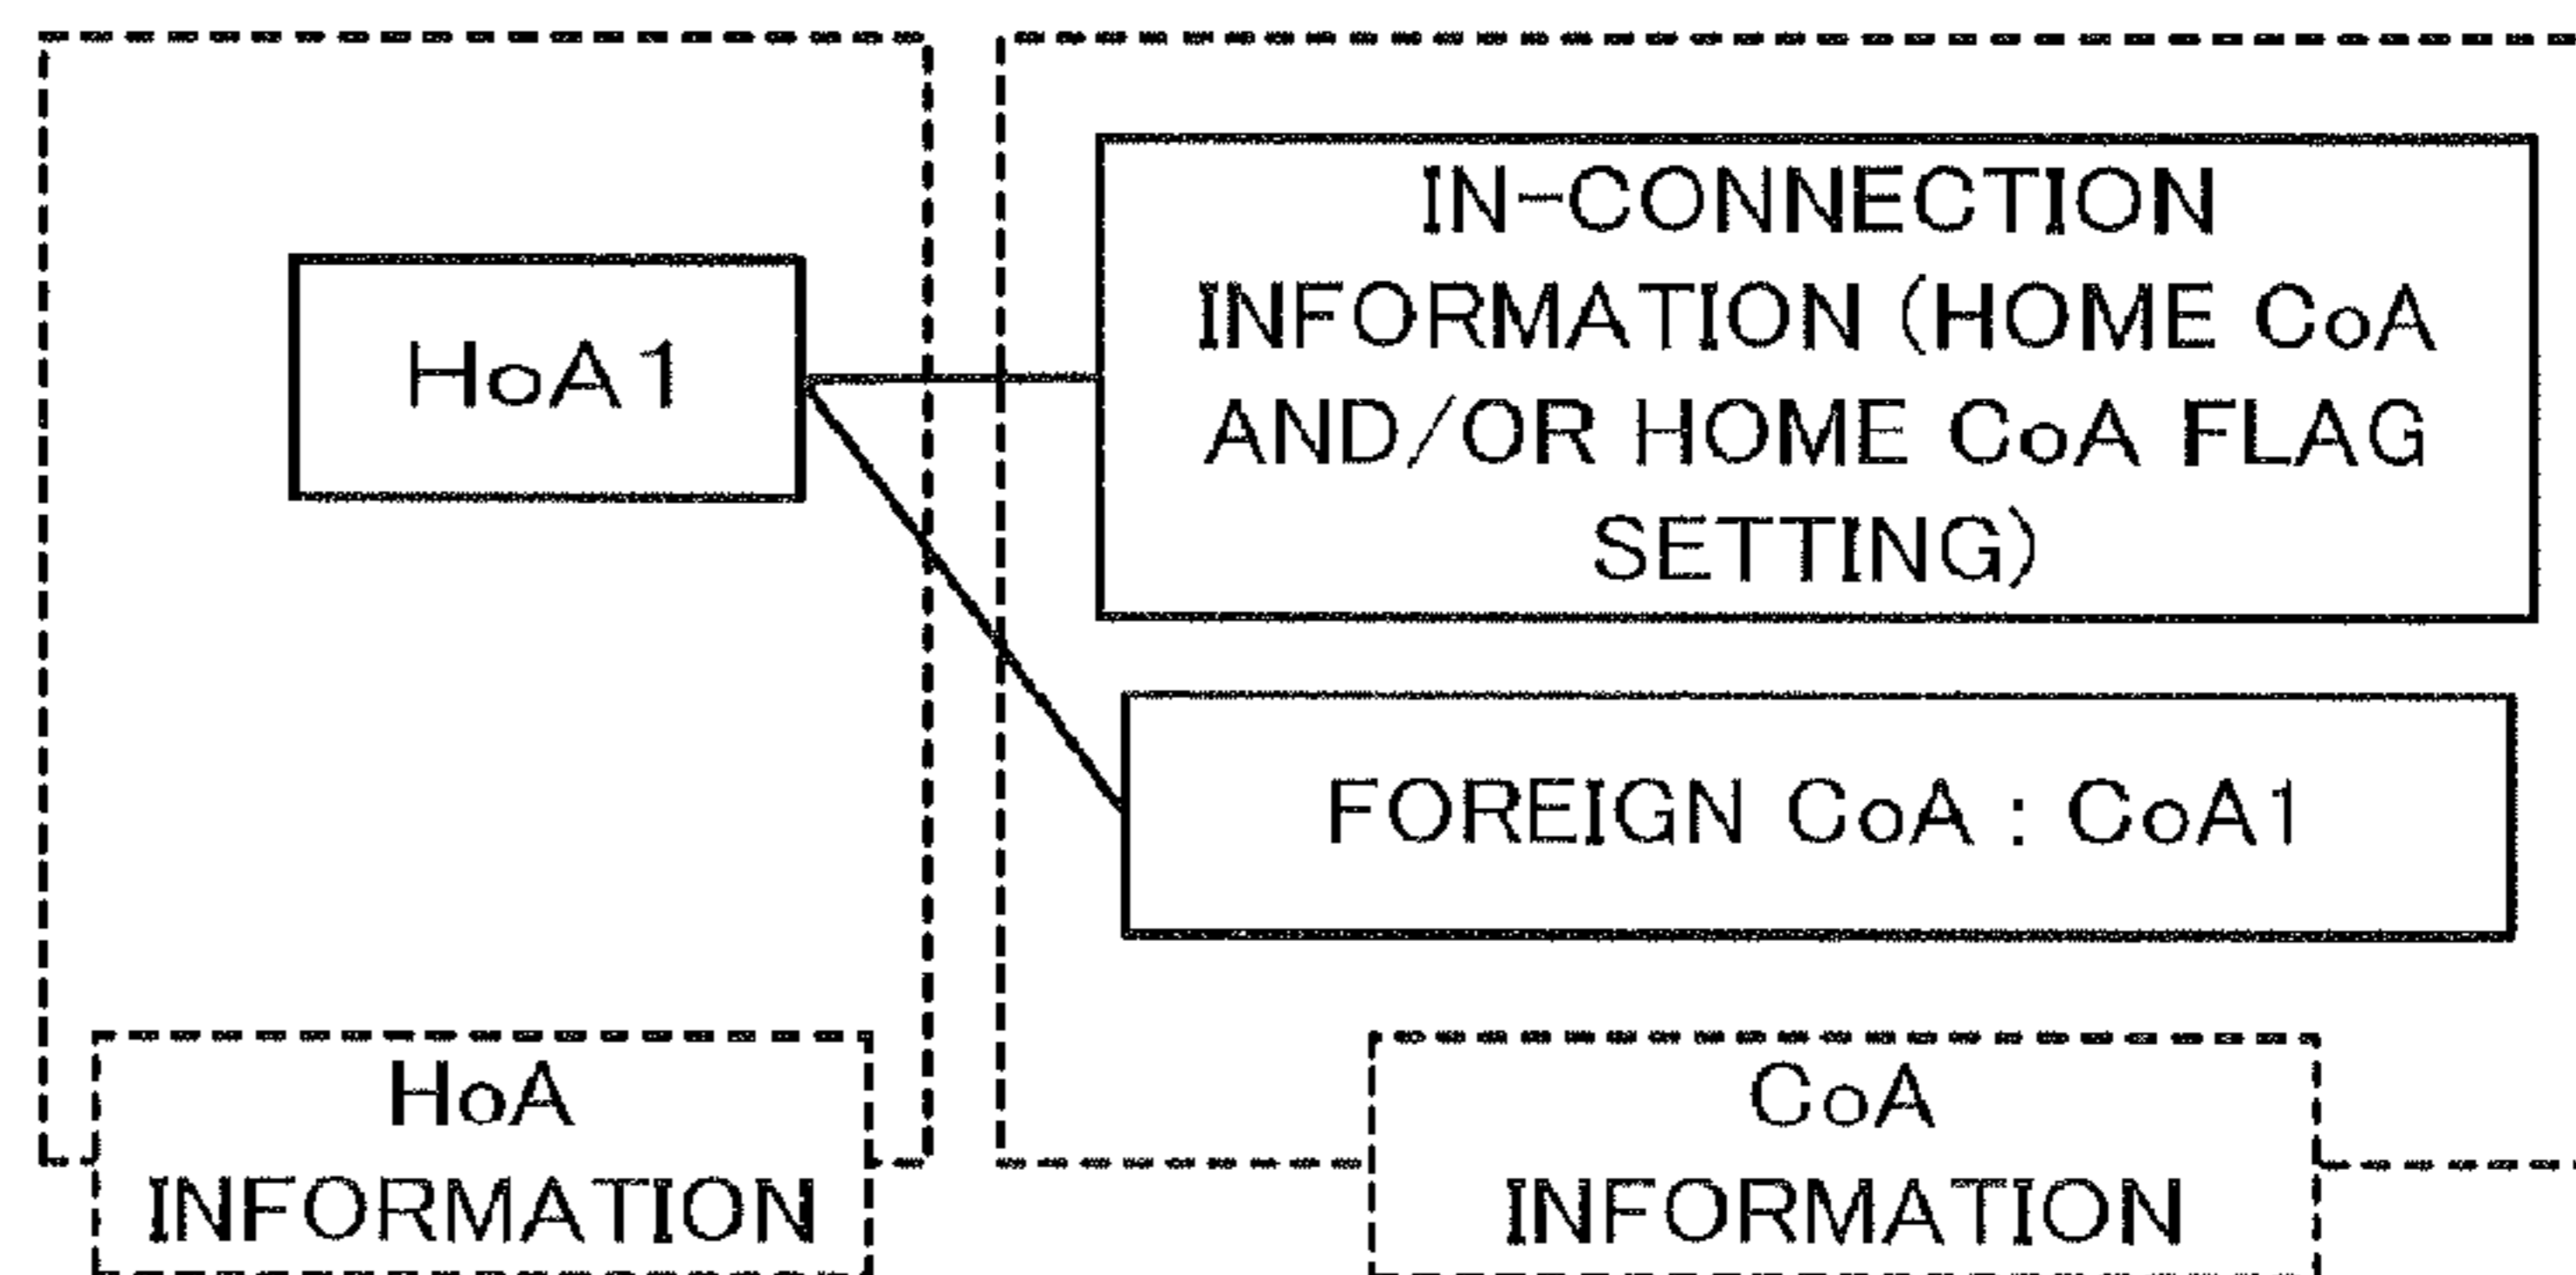 HoA1
IN-CONNECTION
INFORMATION (HOME CoA
AND/OR HOME CoA FLAG
SETTING)
FOREIGN CoA : CoA1
HoA
INFORMATION
CoA
INFORMATION